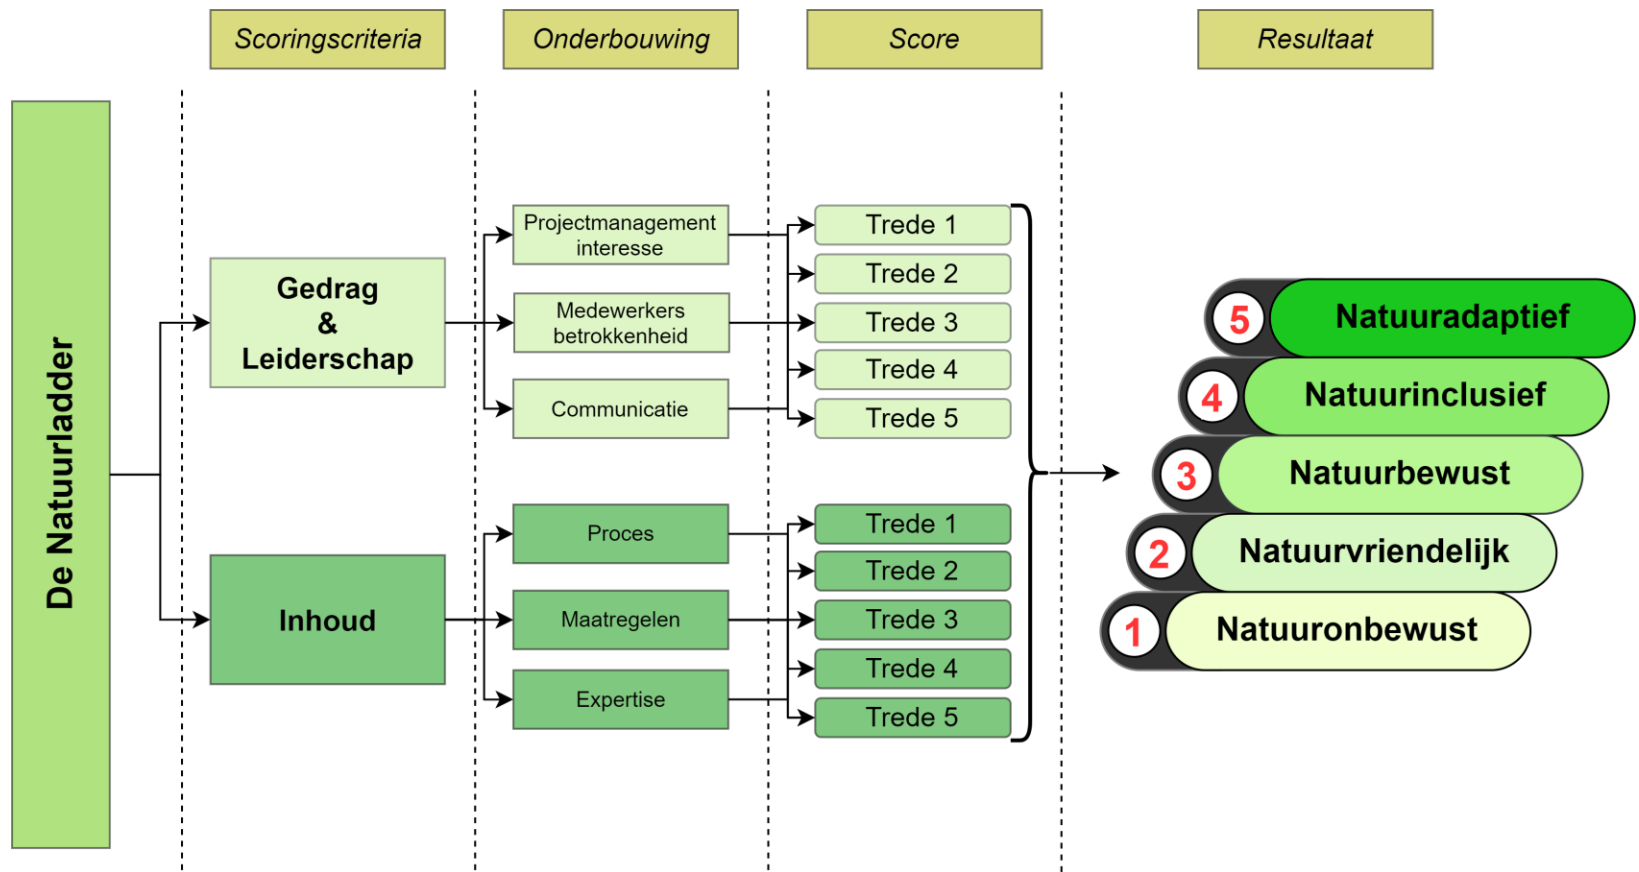 Scoringscriteria
Onderbouwing
Score
Resultaat
De Natuurladder
Gedrag
&
Leiderschap
Projectmanagement
interesse
Medewerkers
betrokkenheid
Communicatie
Trede 1
Trede 2
Trede 3
Trede 4
Trede 5
Inhoud
Proces
Maatregelen
Expertise
Trede 1
Trede 2
Trede 3
Trede 4
Trede 5
5 Natuuradaptief
4 Natuurinclusief
3 Natuurbewust
2 Natuurvriendelijk
1 Natuuronbewust